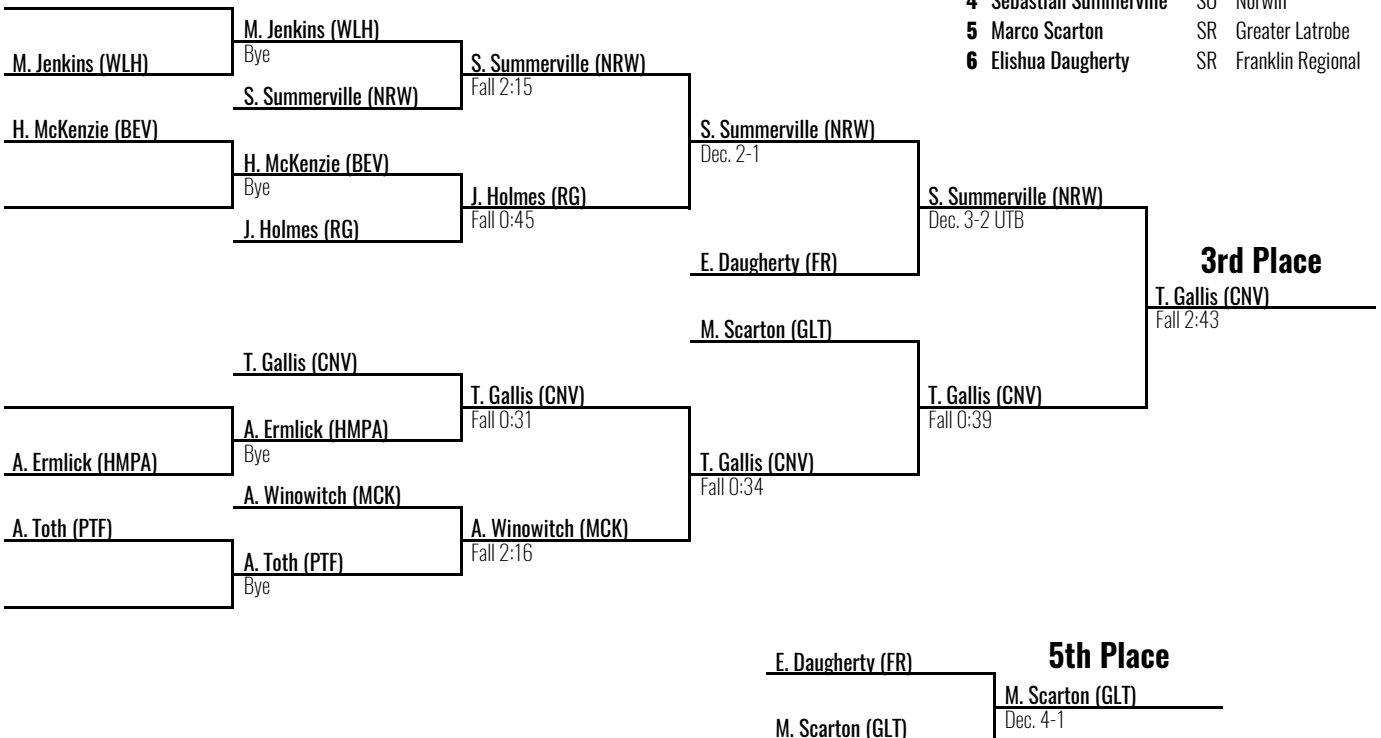 4 Sebastian Summerville SO Norwin
5 Marco Scarton SR Greater Latrobe
6 Elishua Daugherty SR Franklin Regional
M. Jenkins (WLH)
M. Jenkins (WLH)
Bye
S. Summerville (NRW)
S. Summerville (NRW)
Fall 2:15
H. McKenzie (BEV)
H. McKenzie (BEV)
Bye
J. Holmes (RG)
J. Holmes (RG)
Fall 0:45
S. Summerville (NRW)
Dec. 2-1
E. Daugherty (FR)
S. Summerville (NRW)
Dec. 3-2 UTB
3rd Place
T. Gallis (CNV)
Fall 2:43
M. Scarton (GLT)
T. Gallis (CNV)
Fall 0:39
T. Gallis (CNV)
A. Ermlick (HMPA)
A. Ermlick (HMPA)
Bye
T. Gallis (CNV)
Fall 0:31
T. Gallis (CNV)
Fall 0:34
A. Winowitch (MCK)
A. Toth (PTF)
A. Toth (PTF)
Bye
A. Winowitch (MCK)
Fall 2:16
5th Place
E. Daugherty (FR)
M. Scarton (GLT)
M. Scarton (GLT)
Dec. 4-1